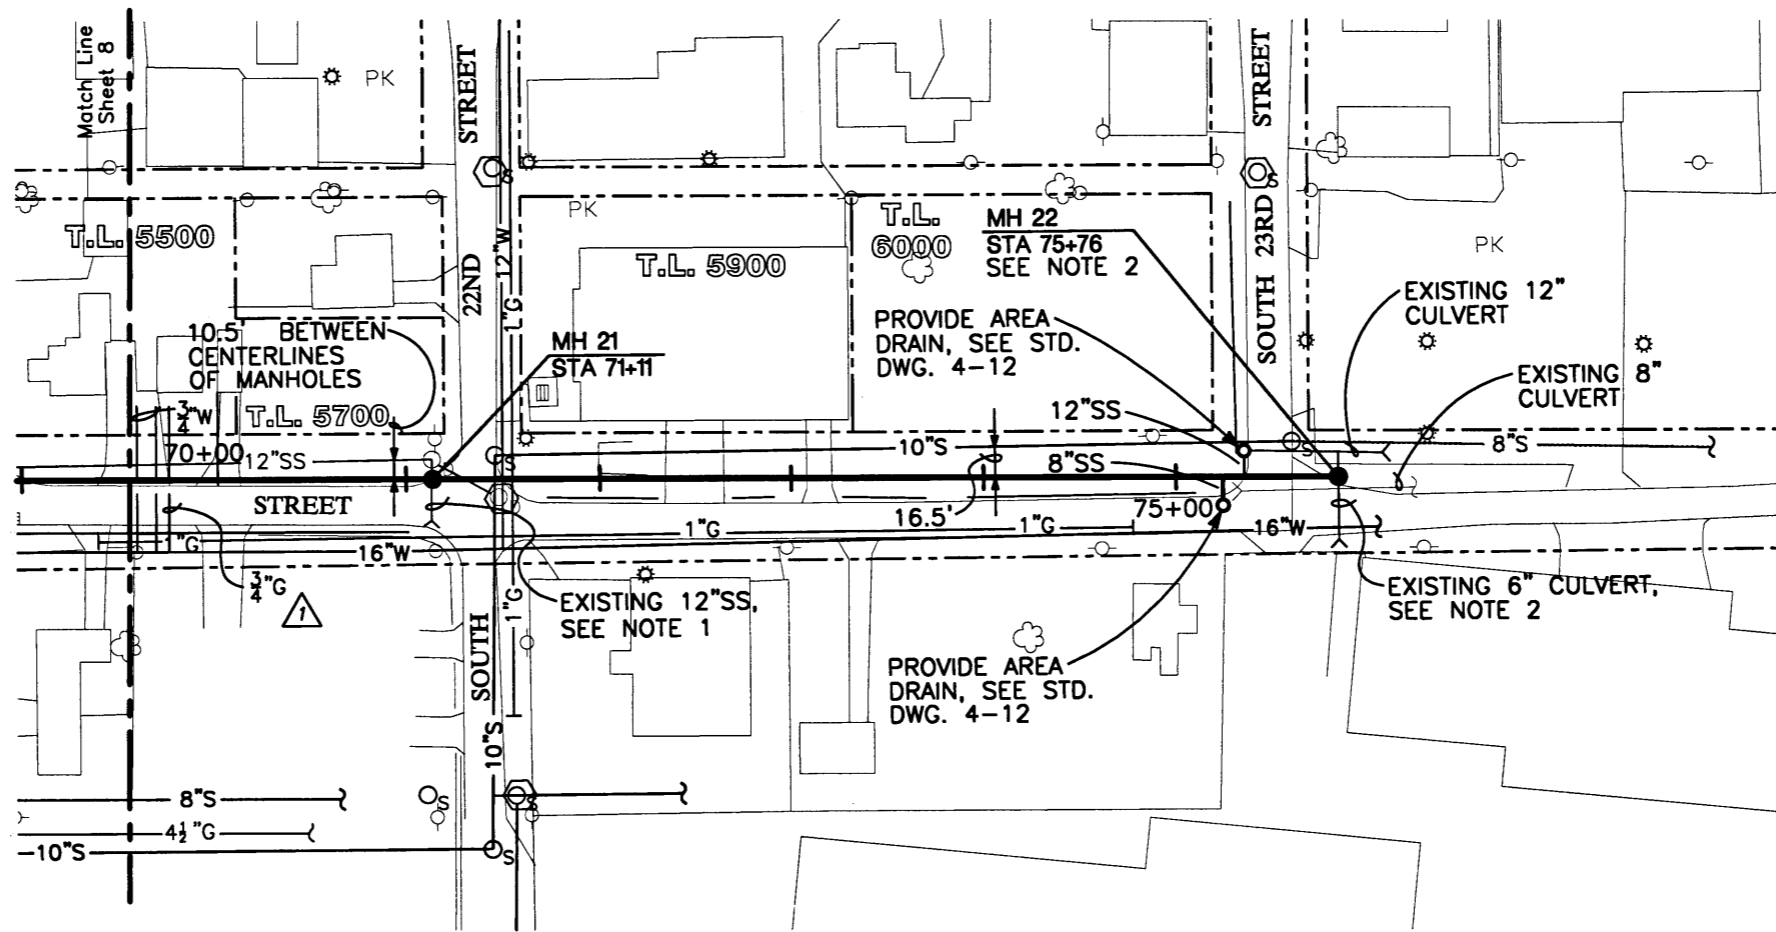 Match Line
Sheet 8
PK
STREET
22ND
SOUTH
12"W
1"G
STREET
23RD
SOUTH
T.L. 5500
PK
T.L. 5900
T.L.
6000
MH 22
STA 75+76
SEE NOTE 2
PK
EXISTING 12"
CULVERT
10.5 BETWEEN
CENTERLINES
OF MANHOLES
MH 21
STA 71+11
PROVIDE AREA
DRAIN, SEE STD.
DWG. 4-12
EXISTING 8"
CULVERT
3/4"W
T.L. 5700
12"SS
70+00
12"SS
S
10"S
S
8"S
8"SS
STREET
16.5'
75+00
1"G
16"W
1"G
1"G
16"W
3/4"G
1
EXISTING 12"SS,
SEE NOTE 1
1"G
EXISTING 6" CULVERT,
SEE NOTE 2
PROVIDE AREA
DRAIN, SEE STD.
DWG. 4-12
10"S
8"S
S
S
4½"G
10"S
S
S
S